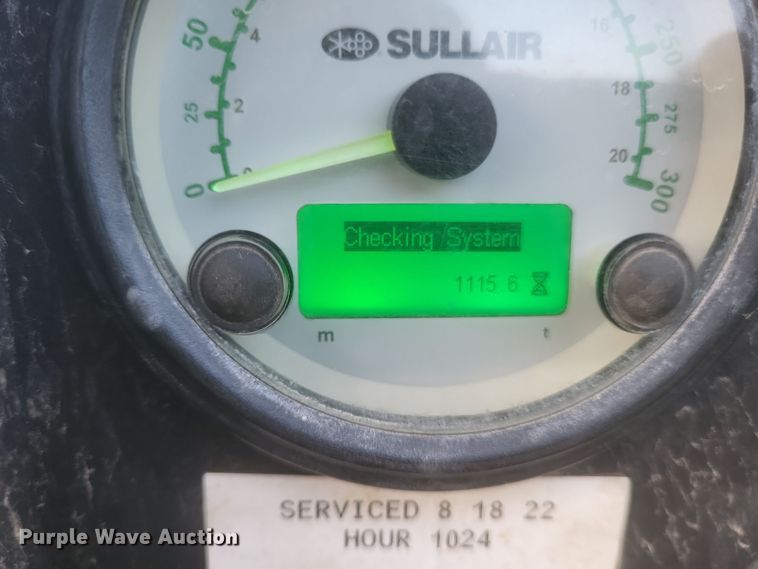 SULLAIR
50
25
0
4
2
0
16
18
20
250
275
300
Checking System
1115.6
m
t
SERVICED 8 18 22
HOUR 1024
Purple Wave Auction